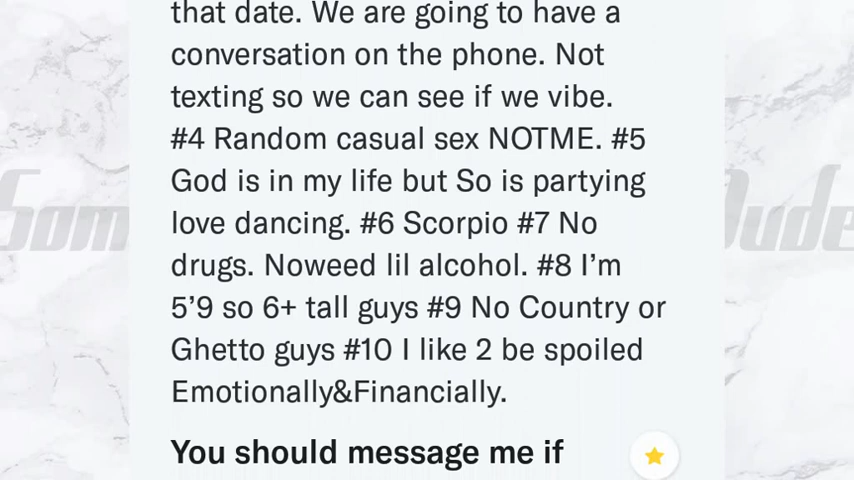 that date. We are going to have a
conversation on the phone. Not
texting so we can see if we vibe.
#4 Random casual sex NOTME. #5
God is in my life but So is partying
love dancing. #6 Scorpio #7 No
drugs. Noweed lil alcohol. #8 I'm
5'9 so 6+ tall guys #9 No Country or
Ghetto guys #10 I like 2 be spoiled
Emotionally&Financially.
You should message me if